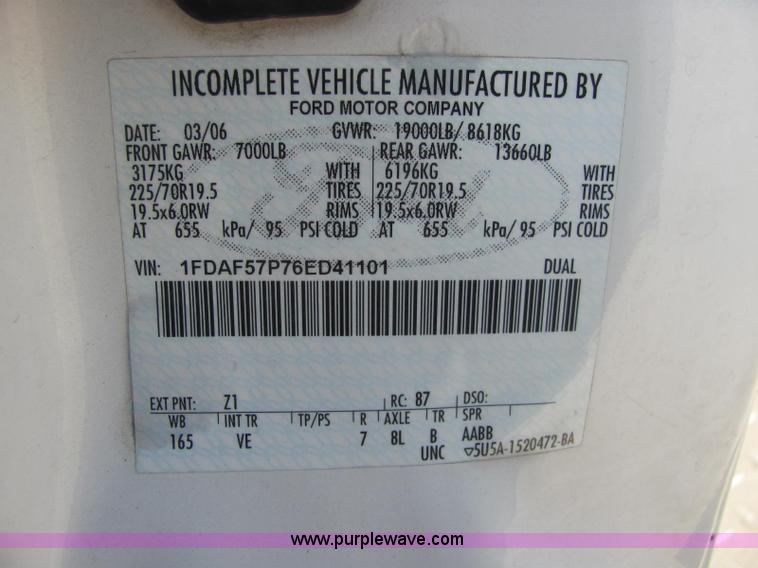 INCOMPLETE VEHICLE MANUFACTURED BY
FORD MOTOR COMPANY
DATE: 03/06 GVWR: 19000LB/ 8618KG
FRONT GAWR: 7000LB REAR GAWR: 13660LB
3175KG WITH 6196KG WITH
225/70R19.5 TIRES 225/70R19.5 TIRES
19.5x6.0RW RIMS 19.5x6.0RW RIMS
AT 655 kPa/ 95 PSI COLD AT 655 kPa/ 95 PSI COLD
VIN: 1FDAF57P76ED41101 DUAL
EXT PNT: Z1 RC: 87 DSO:
WB INT TR TP/PS R AXLE TR SPR
165 VE 7 8L B AABB
UNC ▽5U5A-1520472-BA
www.purplewave.com